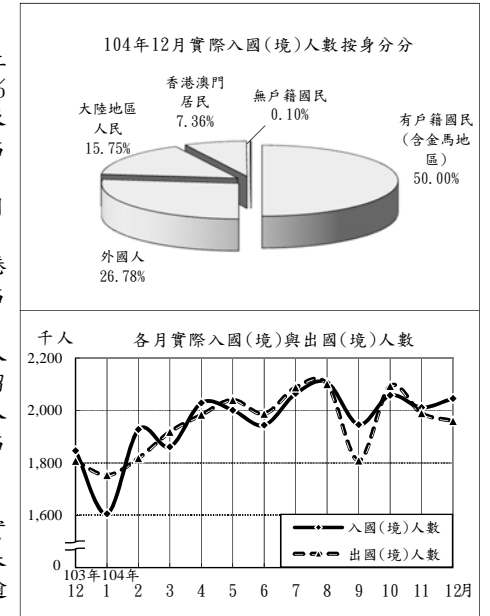 104年12月實際入國(境)人數按身分分
香港澳門
居民
7.36%
無戶籍國民
0.10%
大陸地區
人民
15.75%
有戶籍國民
(含金馬地
區)
50.00%
外國人
26.78%
千人
各月實際入國(境)與出國(境)人數
2,200
2,000
1,800
1,600
0
入國(境)人數
出國(境)人數
103年 104年
12 1 2 3 4 5 6 7 8 9 10 11 12月